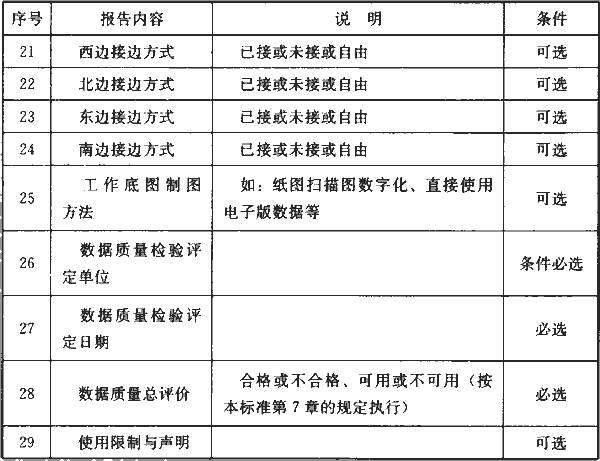 序号 报告内容 说 明 条件
21 西边接边方式 已接或未接或自由 可选
22 北边接边方式 已接或未接或自由 可选
23 东边接边方式 已接或未接或自由 可选
24 南边接边方式 已接或未接或自由 可选
25 工作底图制图 如：纸图扫描图数字化、直接使用 可选
方法 电子版数据等
26 数据质量检验评 条件必选
定单位
27 数据质量检验评 必选
定日期
28 数据质量总评价 合格或不合格、可用或不可用（按 必选
本标准第7章的规定执行）
29 使用限制与声明 可选